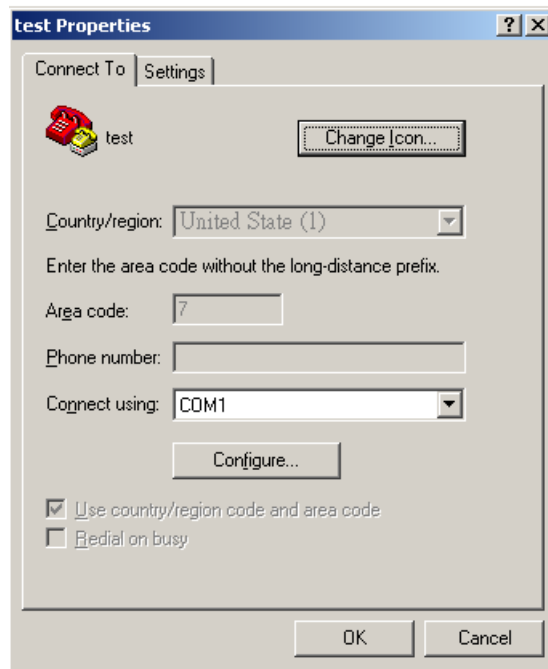 test Properties
Connect To Settings
test Change Icon...
Country/region: United State (1)
Enter the area code without the long-distance prefix.
Area code: 7
Phone number:
Connect using: COM1
Configure...
Use country/region code and area code
Redial on busy
OK Cancel